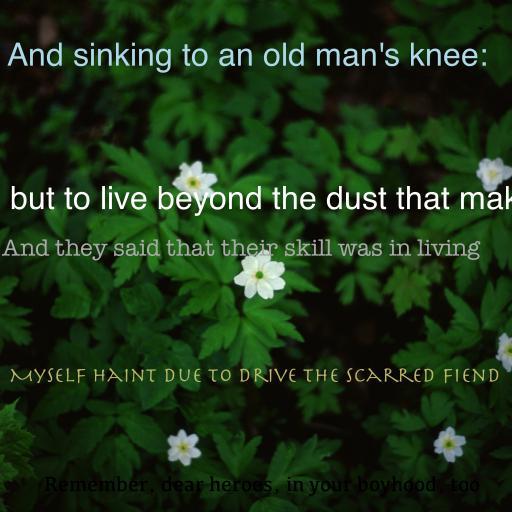 And sinking to an old man's knee:
but to live beyond the dust that mak
And they said that their skill was in living
Myself haint due to drive the scarred fiend
Remember, dear heroes, in your boyhood, too